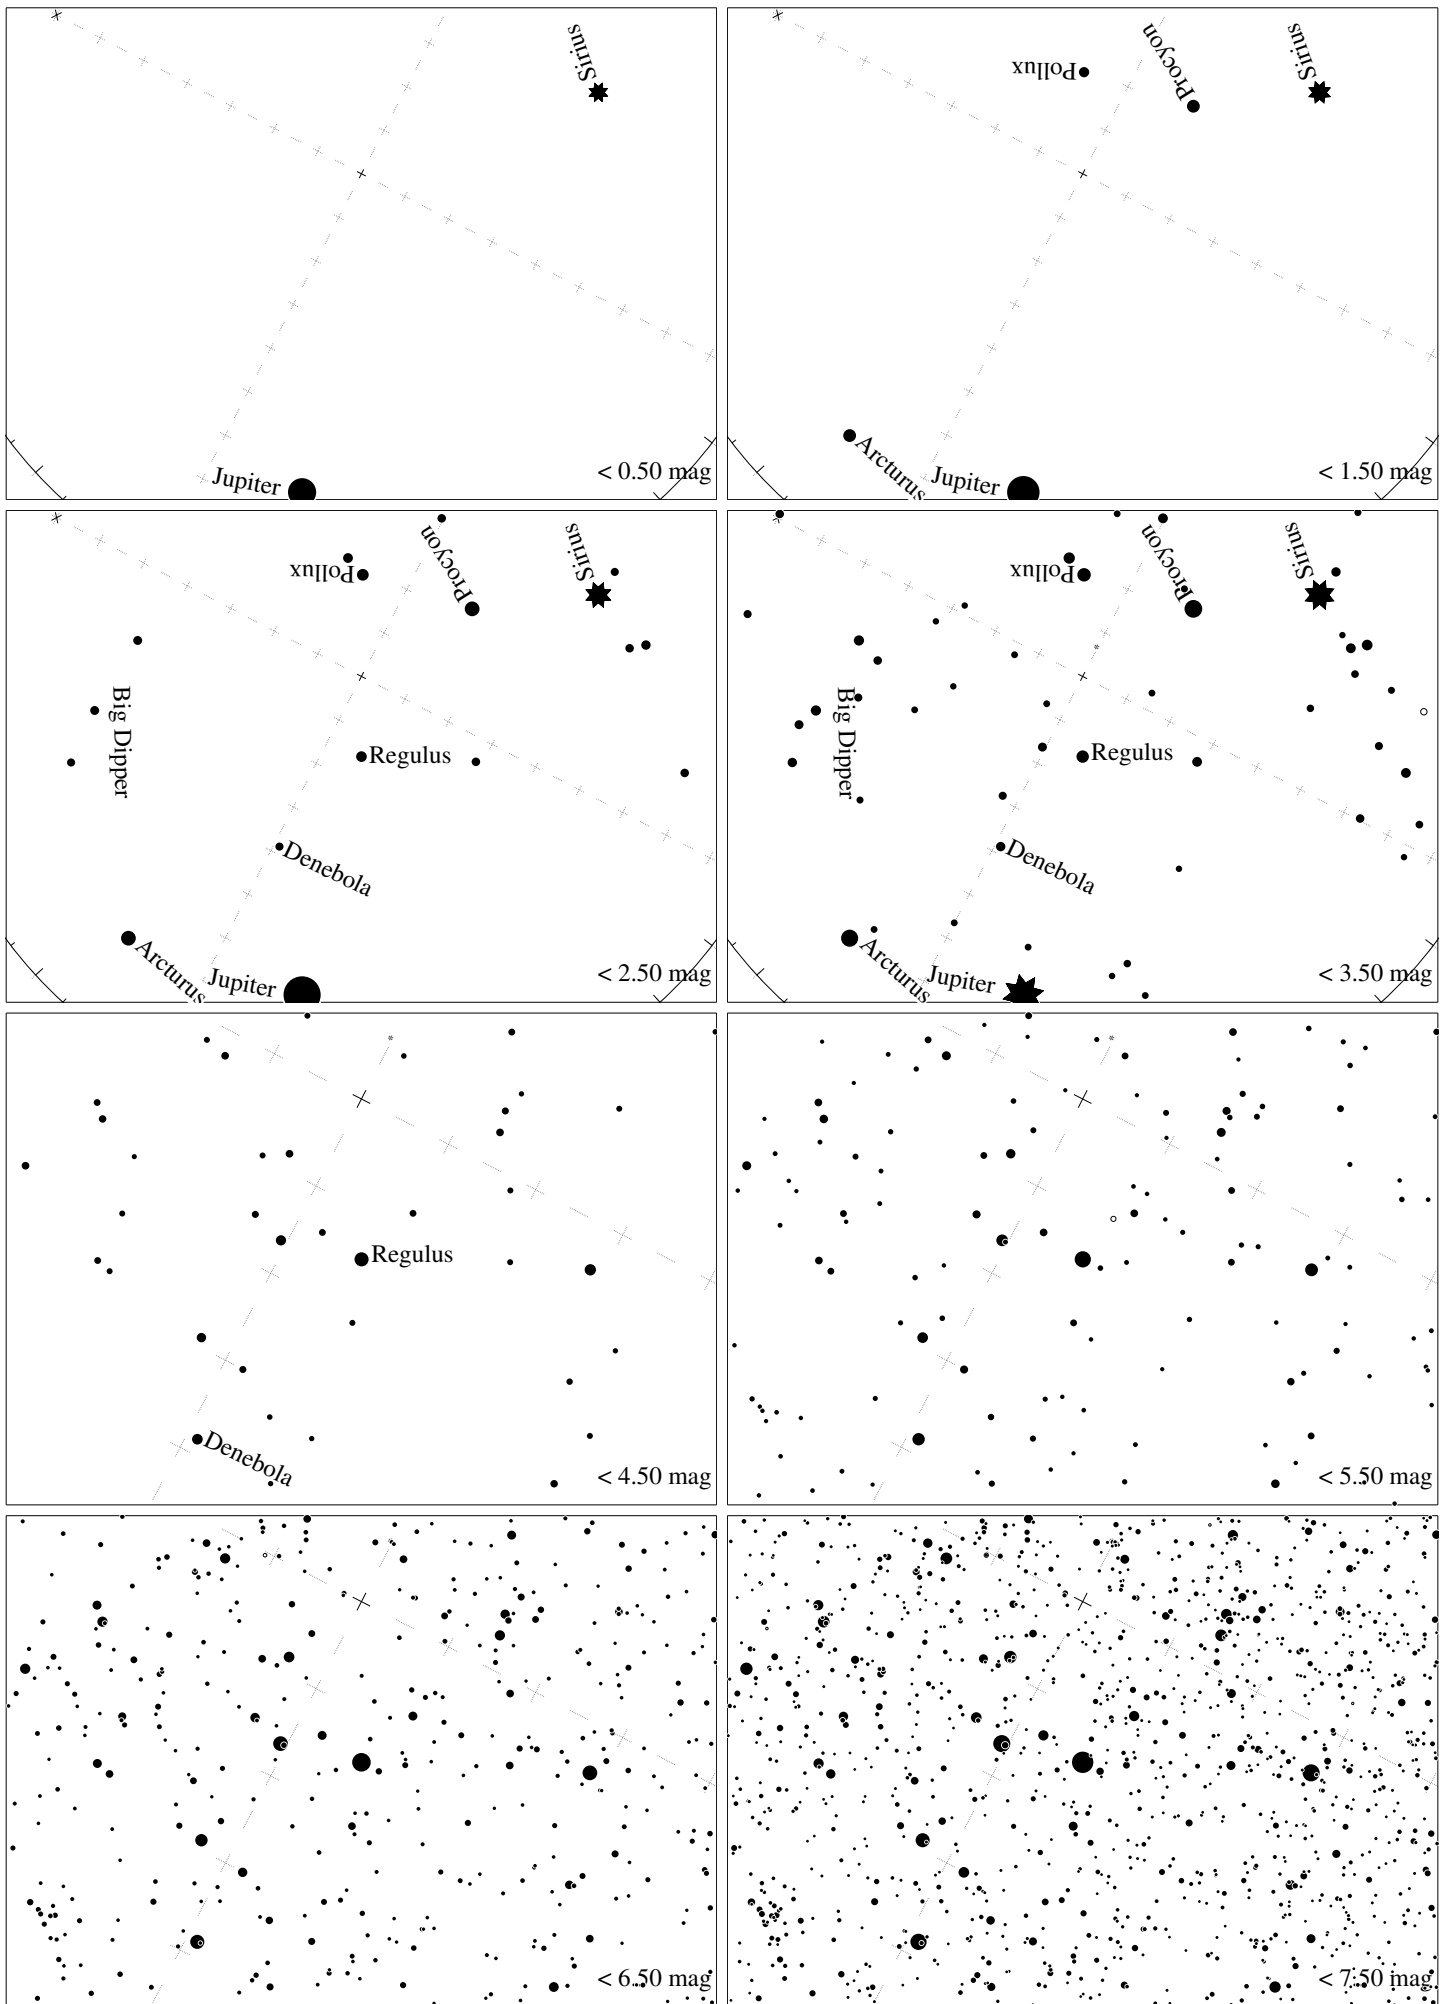 Sirius
Jupiter
< 0.50 mag
Pollux
Procyon
Sirius
Arcturus
Jupiter
< 1.50 mag
Pollux
Procyon
Sirius
Big Dipper
Regulus
Denebola
Arcturus
Jupiter
< 2.50 mag
Pollux
Procyon
Sirius
Big Dipper
Regulus
Denebola
Arcturus
Jupiter
< 3.50 mag
Regulus
Denebola
< 4.50 mag
< 5.50 mag
< 6.50 mag
< 7.50 mag